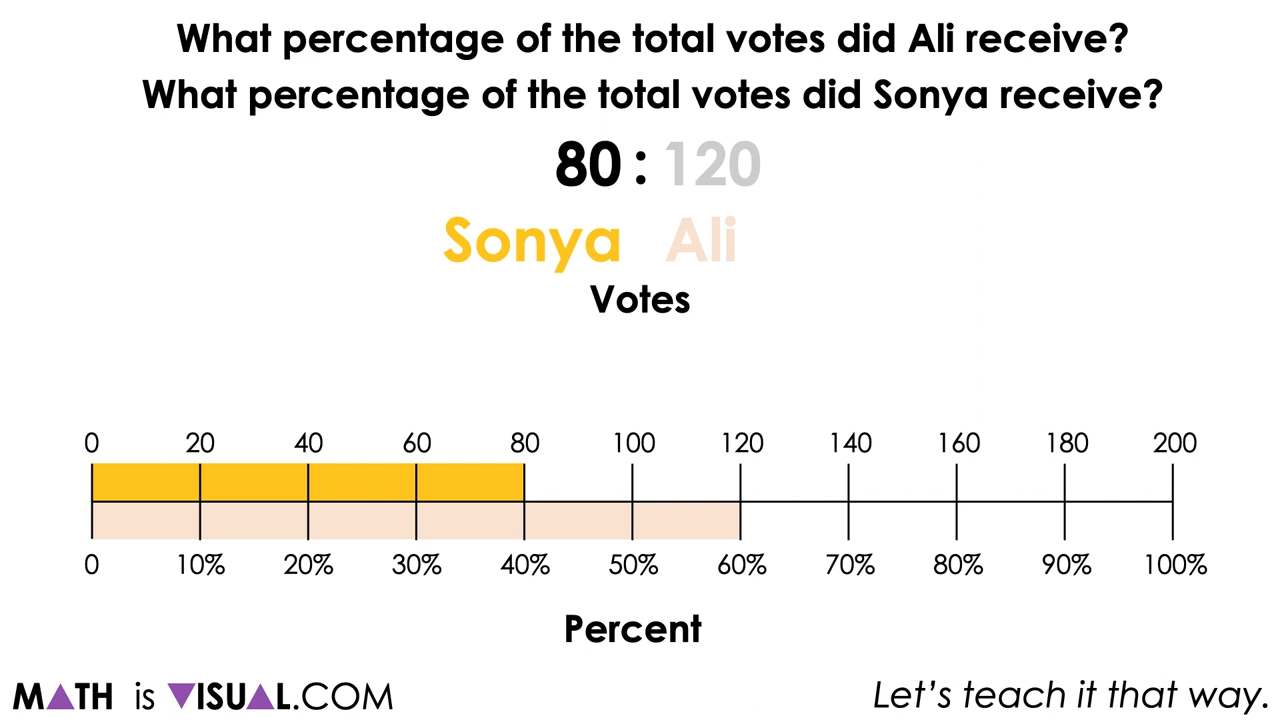 What percentage of the total votes did Ali receive?
What percentage of the total votes did Sonya receive?
80 : 120
Sonya Ali
Votes
0 20 40 60 80 100 120 140 160 180 200
0 10% 20% 30% 40% 50% 60% 70% 80% 90% 100%
Percent
MATH is VISUAL.COM
Let's teach it that way.